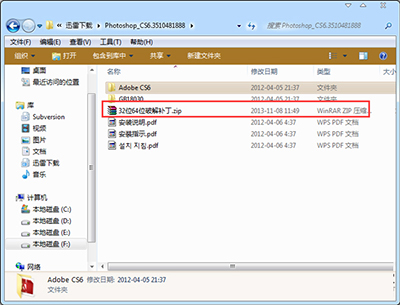 « 迅雷下载 ▸ Photoshop_CS6.3510481888
搜索 Photoshop_CS6.3510481888
文件(F) 编辑(E) 查看(V) 工具(T) 帮助(H)
组织 打开 包含到库中 共享 新建文件夹
桌面
最近访问的位置
库
Subversion
视频
图片
文档
迅雷下载
音乐
计算机
本地磁盘 (C:)
本地磁盘 (D:)
本地磁盘 (E:)
本地磁盘 (F:)
网络
名称 修改日期 类型
Adobe CS6 2012-04-05 21:37 文件夹
GB18030 2012-04-05 21:37 文件夹
32位64位破解补丁.zip 2013-11-08 11:49 WinRAR ZIP 压缩...
安装说明.pdf 2012-04-06 4:37 WPS PDF 文档
安装指示.pdf 2012-04-06 4:37 WPS PDF 文档
설치 지침.pdf 2012-04-06 4:37 WPS PDF 文档
Adobe CS6 修改日期: 2012-04-05 21:37
文件夹